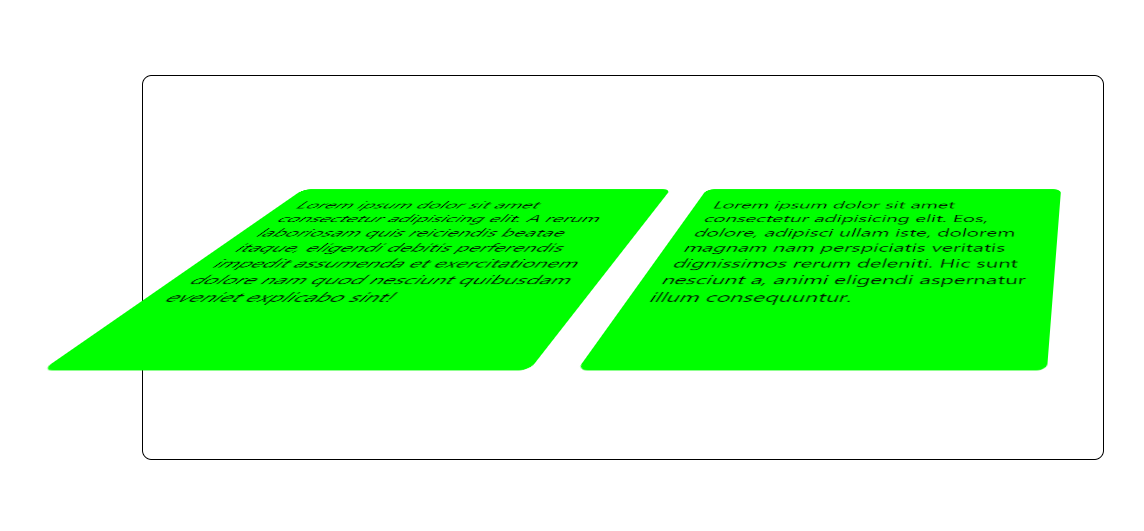 Lorem ipsum dolor sit amet
consectetur adipisicing elit. A rerum
laboriosam quis reiciendis beatae
itaque, eligendi debitis perferendis
impedit assumenda et exercitationem
dolore nam quod nesciunt quibusdam
eveniet explicabo sint!
Lorem ipsum dolor sit amet
consectetur adipisicing elit. Eos,
dolore, adipisci ullam iste, dolorem
magnam nam perspiciatis veritatis
dignissimos rerum deleniti. Hic sunt
nesciunt a, animi eligendi aspernatur
illum consequuntur.